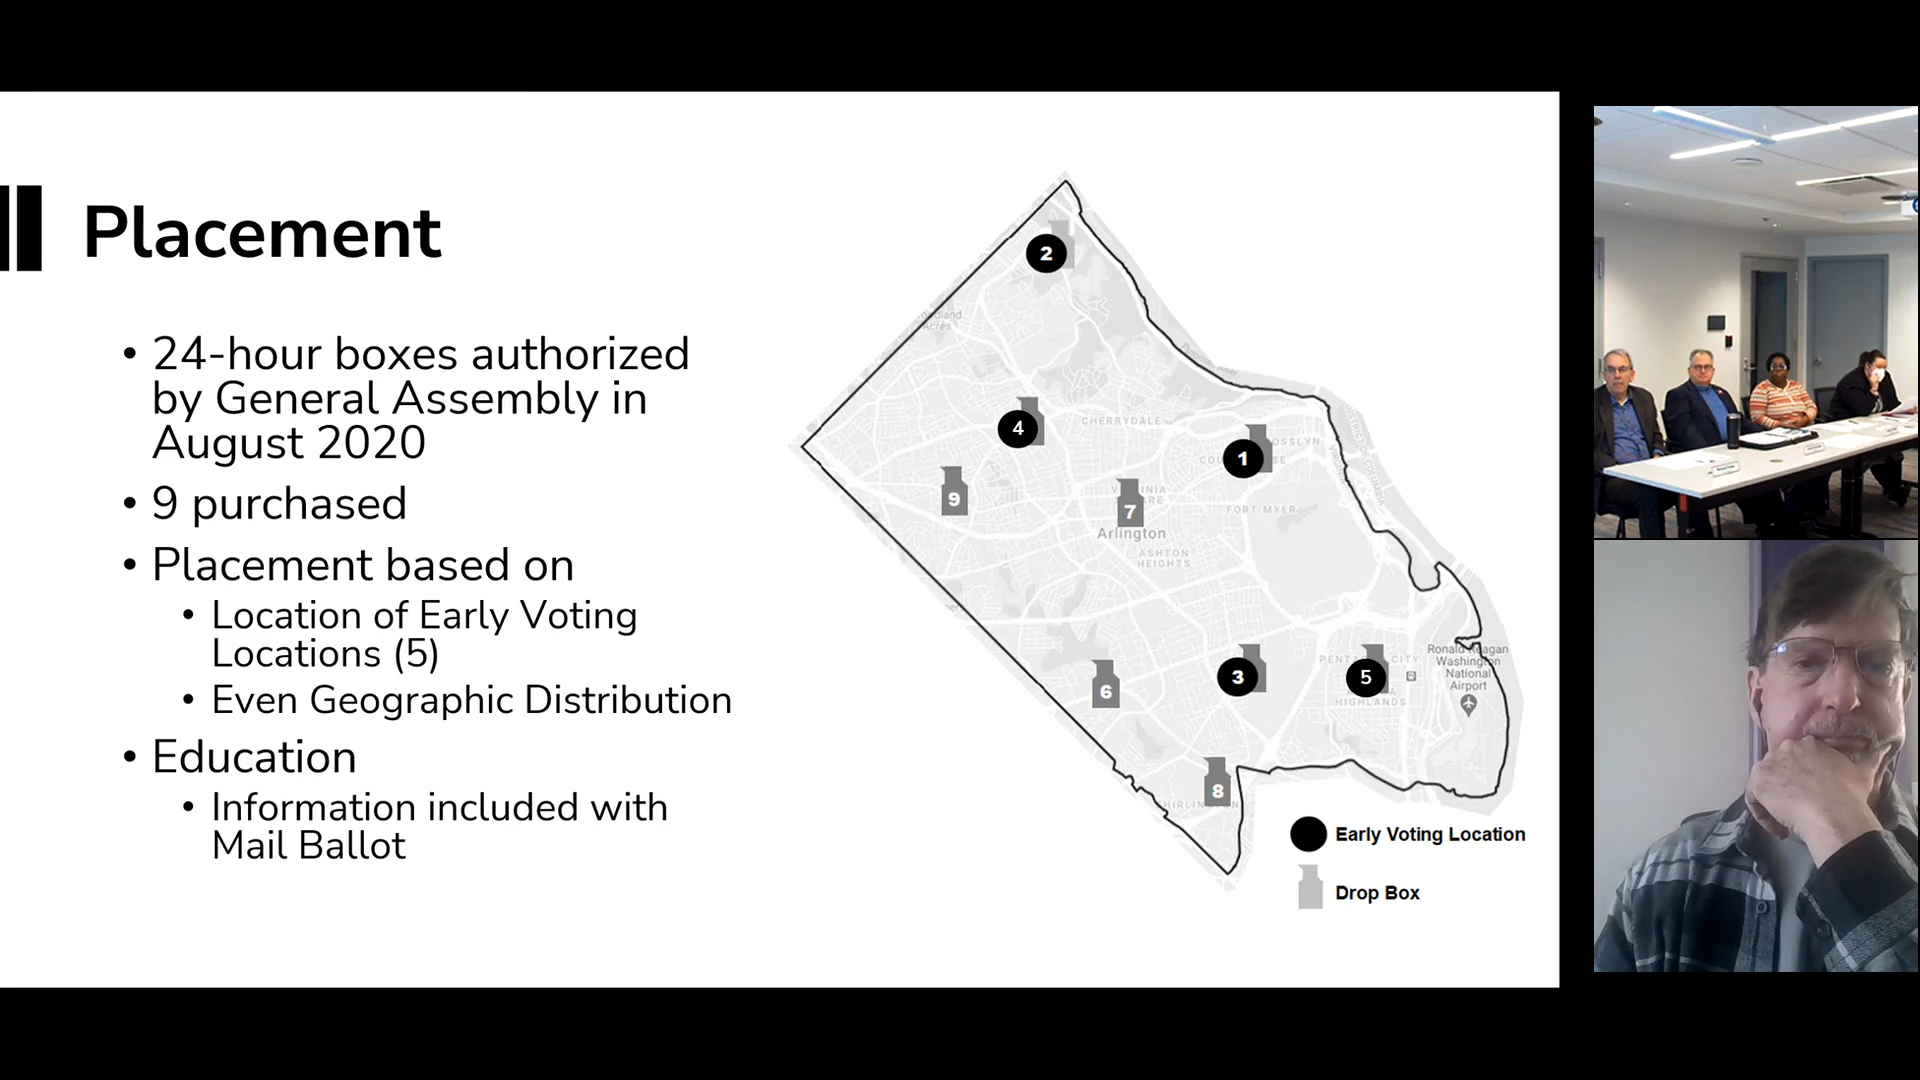 Placement
• 24-hour boxes authorized
by General Assembly in
August 2020
• 9 purchased
• Placement based on
• Location of Early Voting
Locations (5)
• Even Geographic Distribution
• Education
• Information included with
Mail Ballot
2
4
CHERRYDALE
1
9
7
FORT MYER
Arlington
ASHTON
HEIGHTS
6
3
5
Ronald Reagan
Washington
National
Airport
HIGHLANDS
8
Early Voting Location
Drop Box